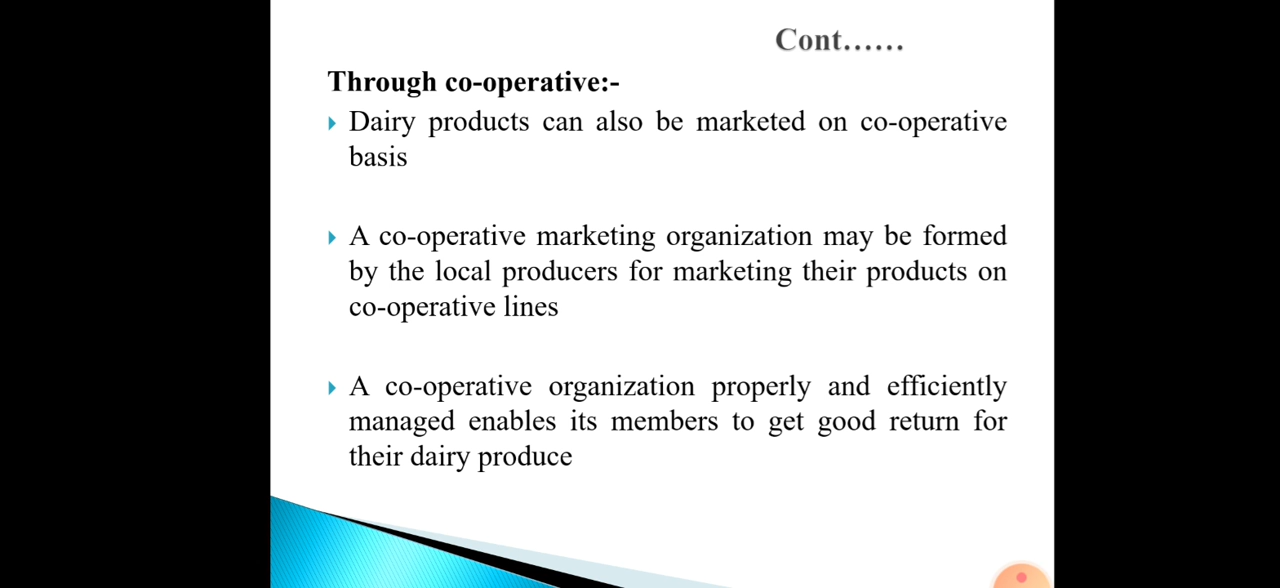 Cont......
Through co-operative:-
Dairy products can also be marketed on co-operative
basis
A co-operative marketing organization may be formed
by the local producers for marketing their products on
co-operative lines
A co-operative organization properly and efficiently
managed enables its members to get good return for
their dairy produce